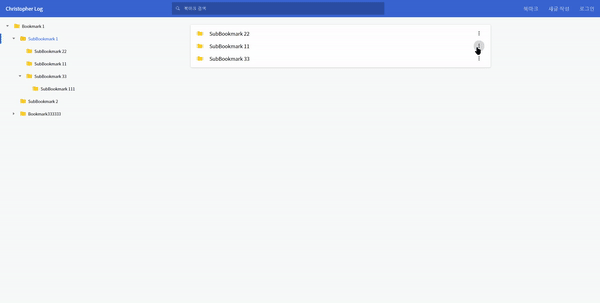 Christopher Log
북마크 검색
북마크
새글 작성
로그인
Bookmark 1
SubBookmark 1
SubBookmark 22
SubBookmark 11
SubBookmark 33
SubBookmark 111
SubBookmark 2
Bookmark333333
SubBookmark 22
SubBookmark 11
SubBookmark 33